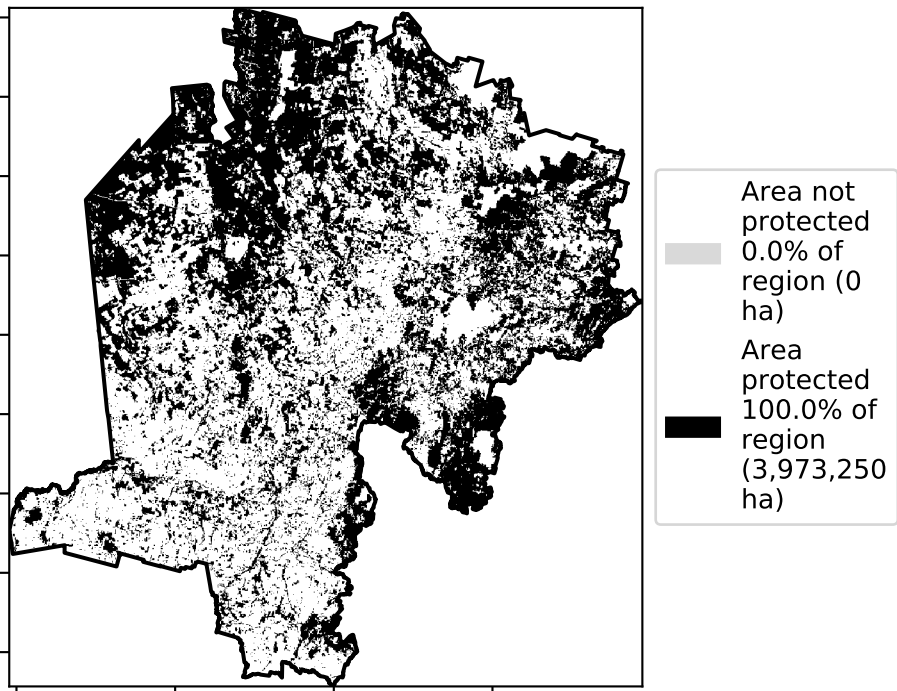 Area not
protected
0.0% of
region (0
ha)
Area
protected
100.0% of
region
(3,973,250
ha)